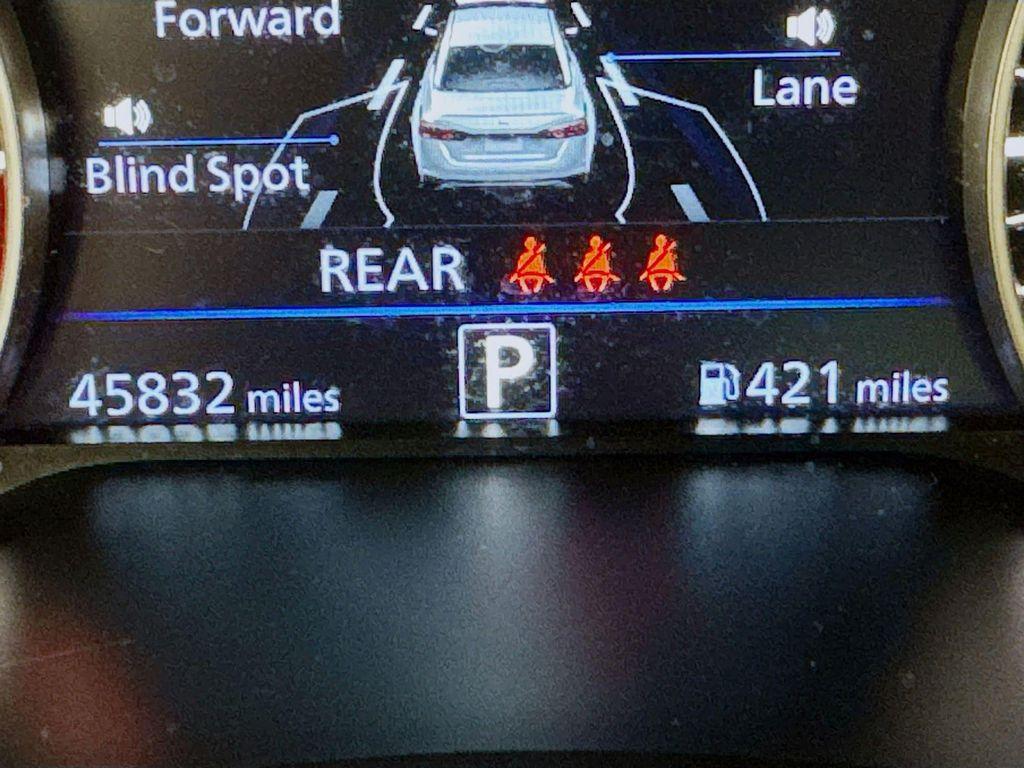 Forward
Lane
Blind Spot
REAR
P
45832 miles
421 miles